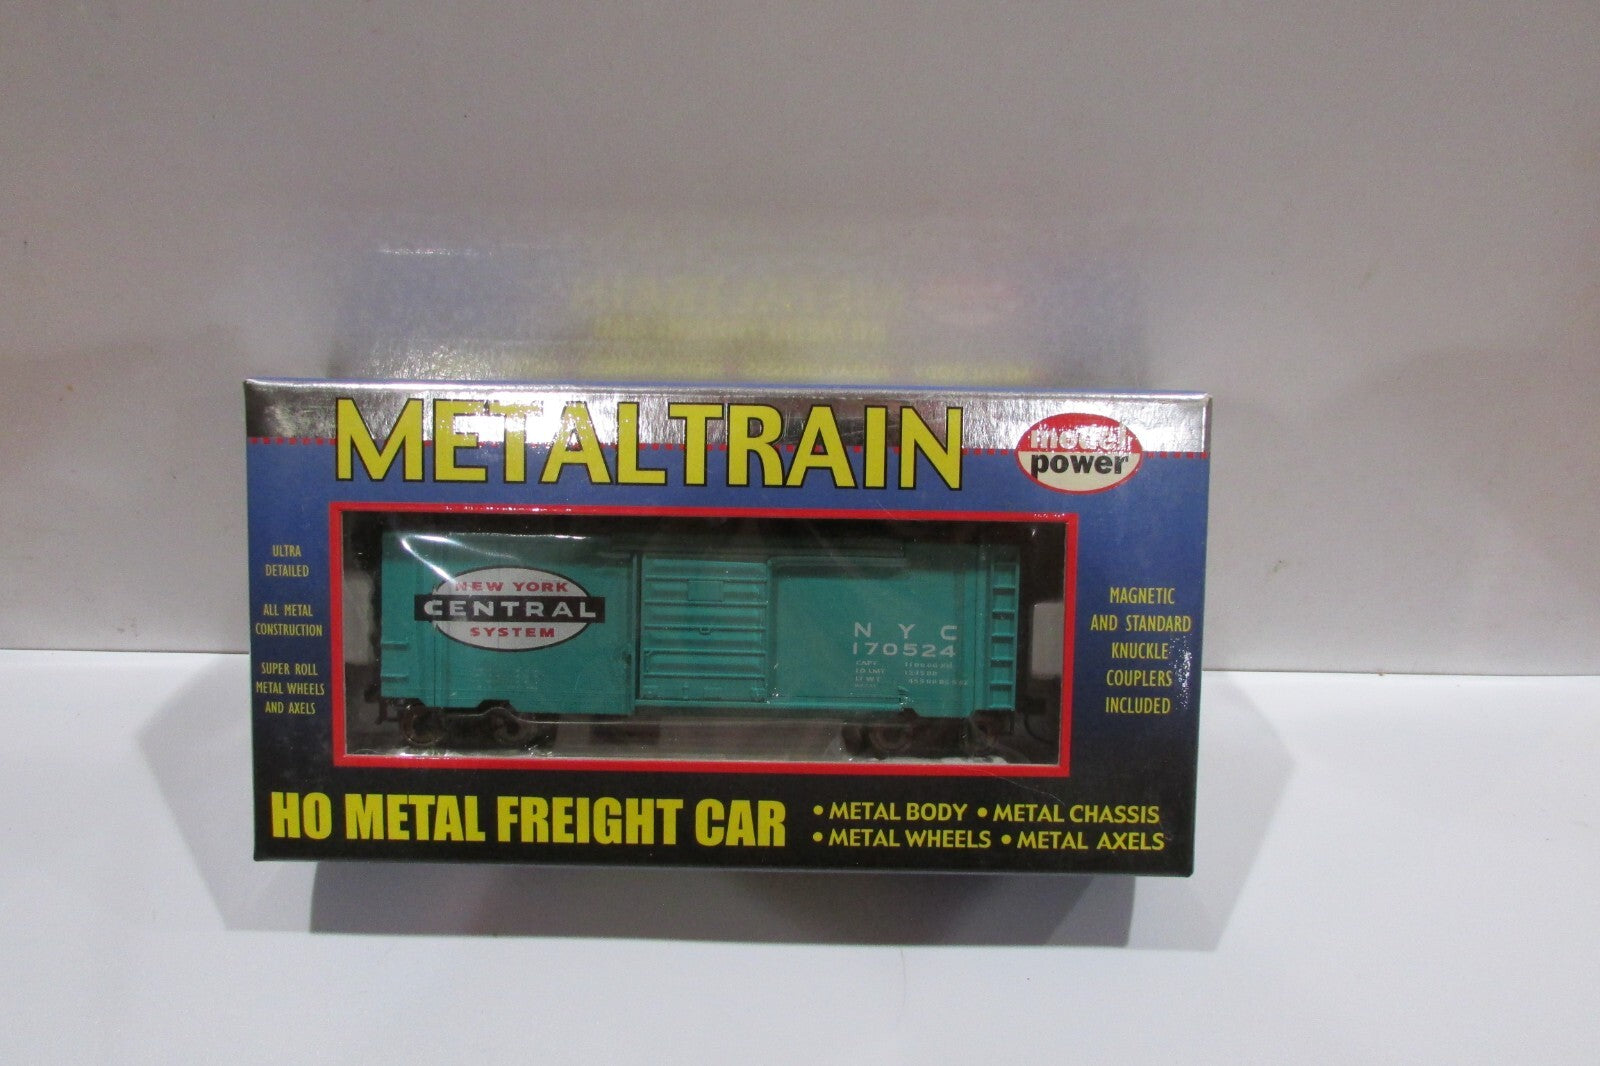 METALTRAIN
model
power
ULTRA
DETAILED
ALL METAL
CONSTRUCTION
SUPER ROLL
METAL WHEELS
AND AXELS
NEW YORK
CENTRAL
SYSTEM
N Y C
170524
MAGNETIC
AND STANDARD
KNUCKLE
COUPLERS
INCLUDED
HO METAL FREIGHT CAR
• METAL BODY • METAL CHASSIS
• METAL WHEELS • METAL AXELS